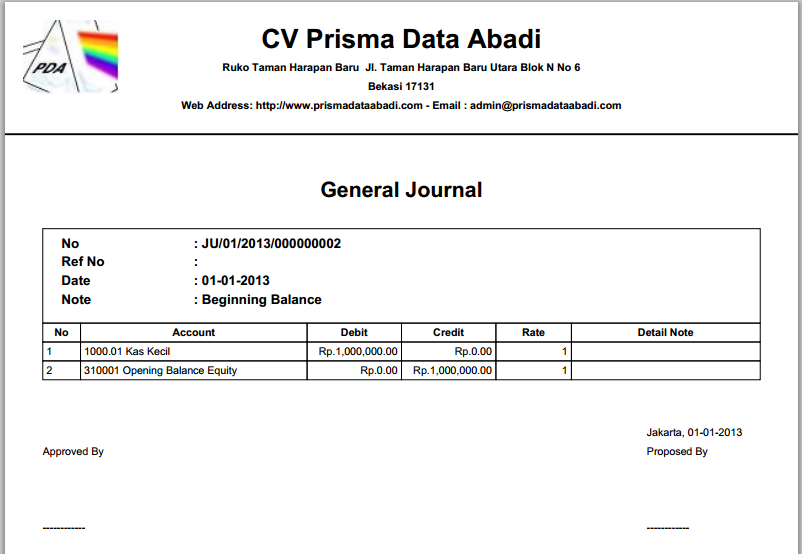 PDA
CV Prisma Data Abadi
Ruko Taman Harapan Baru Jl. Taman Harapan Baru Utara Blok N No 6
Bekasi 17131
Web Address: http://www.prismadataabadi.com - Email : admin@prismadataabadi.com
General Journal
No : JU/01/2013/000000002
Ref No :
Date : 01-01-2013
Note : Beginning Balance
No Account Debit Credit Rate Detail Note
1 1000.01 Kas Kecil Rp.1,000,000.00 Rp.0.00 1
2 310001 Opening Balance Equity Rp.0.00 Rp.1,000,000.00 1
Jakarta, 01-01-2013
Approved By Proposed By
------------ ------------